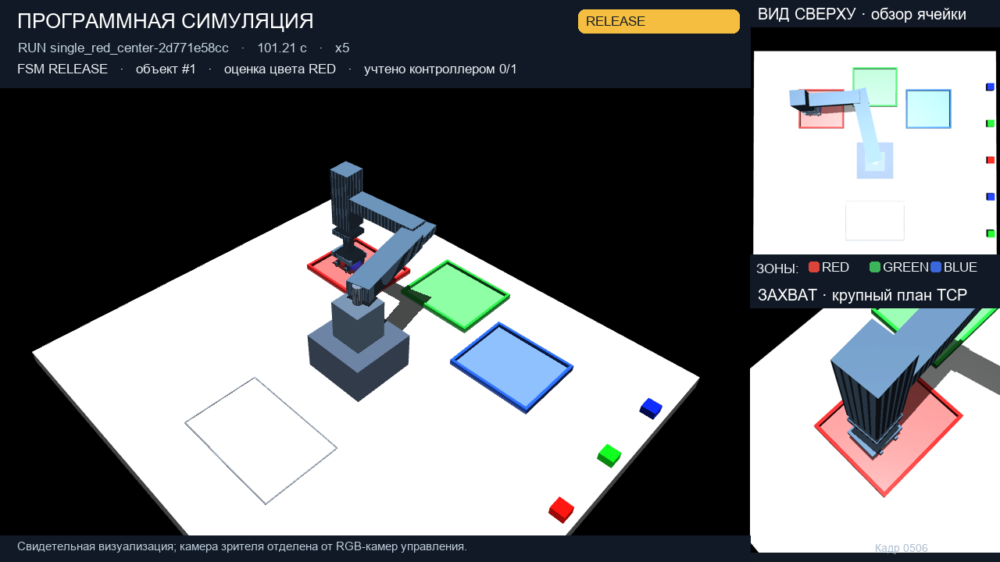 ПРОГРАММНАЯ СИМУЛЯЦИЯ
RELEASE
RUN single_red_center-2d771e58cc · 101.21 с · x5
FSM RELEASE · объект #1 · оценка цвета RED · учтено контроллером 0/1
ВИД СВЕРХУ · обзор ячейки
ЗОНЫ: RED GREEN BLUE
ЗАХВАТ · крупный план TCP
Кадр 0506
Свидетельная визуализация; камера зрителя отделена от RGB-камер управления.